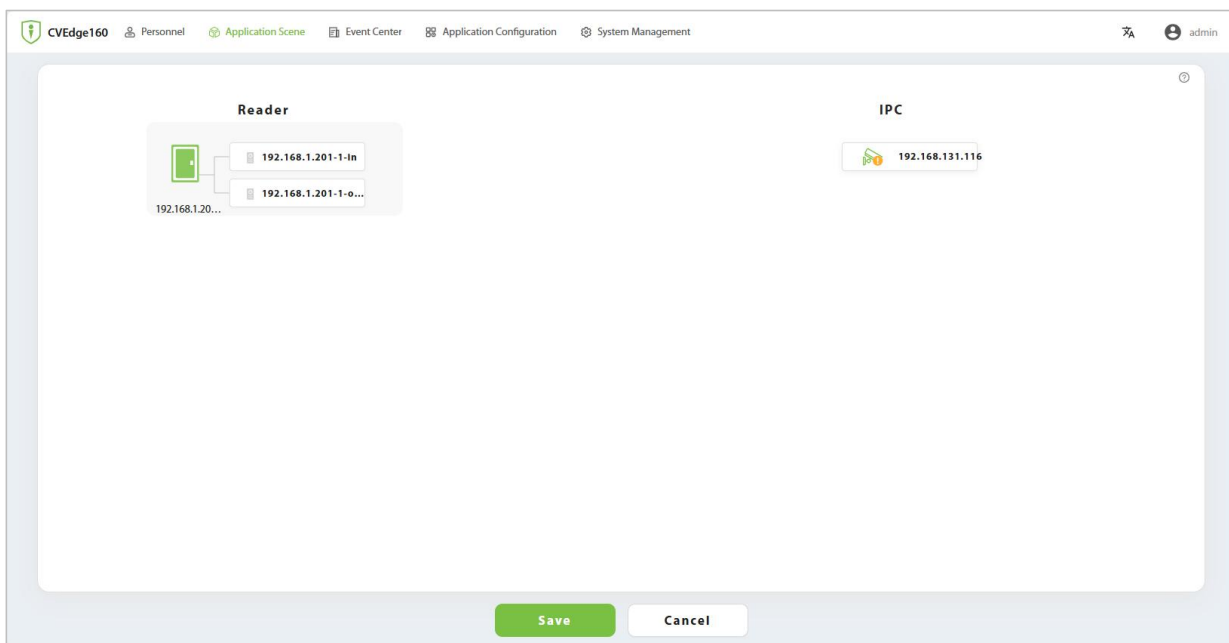 CVEdge160 Personnel Application Scene Event Center Application Configuration System Management admin
Reader
IPC
192.168.1.201-1-In
192.168.1.201-1-o...
192.168.1.20...
192.168.131.116
Save
Cancel